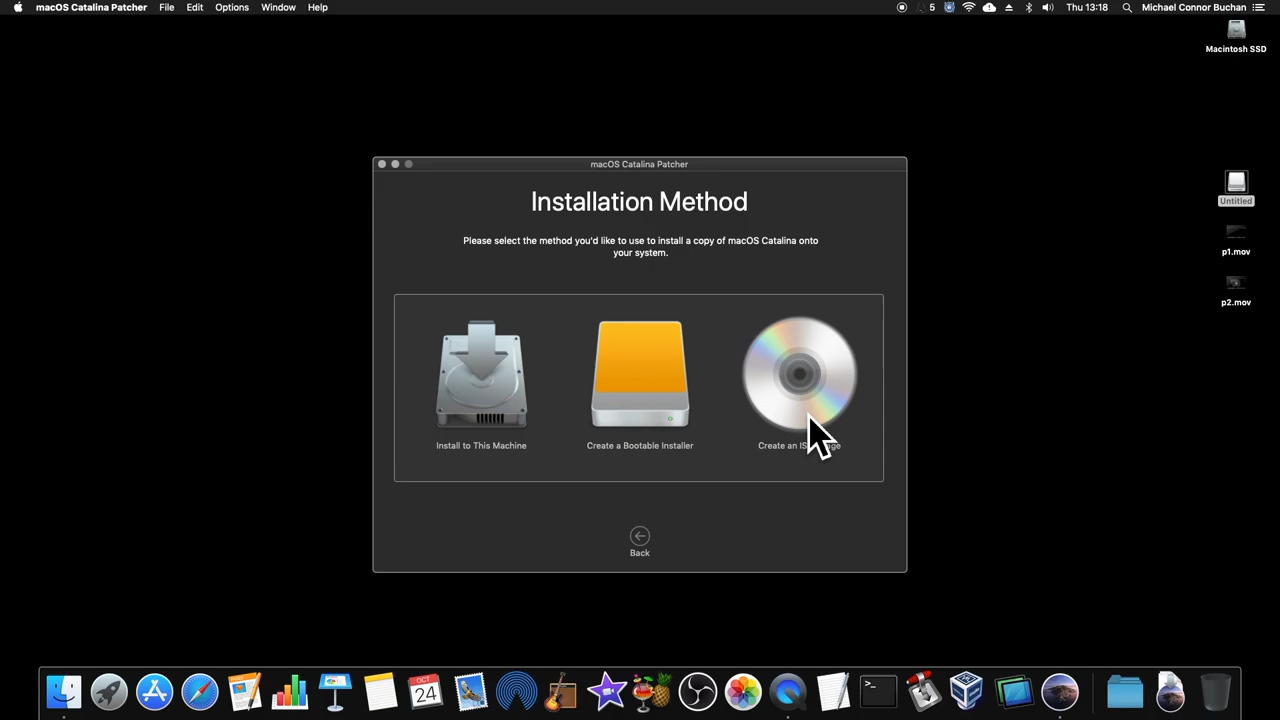 macOS Catalina Patcher File Edit Options Window Help 5 Thu 13:18 Michael Connor Buchan
Macintosh SSD
macOS Catalina Patcher
Installation Method
Please select the method you'd like to use to install a copy of macOS Catalina onto
your system.
Untitled
p1.mov
p2.mov
Install to This Machine
Create a Bootable Installer
Create an
Back
OCT
24
>_